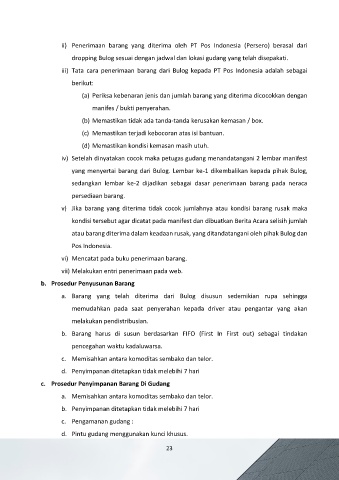 ii) Penerimaan barang yang diterima oleh PT Pos Indonesia (Persero) berasal dari
dropping Bulog sesuai dengan jadwal dan lokasi gudang yang telah disepakati.
iii) Tata cara penerimaan barang dari Bulog kepada PT Pos Indonesia adalah sebagai
berikut:
(a) Periksa kebenaran jenis dan jumlah barang yang diterima dicocokkan dengan
manifes / bukti penyerahan.
(b) Memastikan tidak ada tanda-tanda kerusakan kemasan / box.
(c) Memastikan terjadi kebocoran atas isi bantuan.
(d) Memastikan kondisi kemasan masih utuh.
iv) Setelah dinyatakan cocok maka petugas gudang menandatangani 2 lembar manifest
yang menyertai barang dari Bulog. Lembar ke-1 dikembalikan kepada pihak Bulog,
sedangkan lembar ke-2 dijadikan sebagai dasar penerimaan barang pada neraca
persediaan barang.
v) Jika barang yang diterima tidak cocok jumlahnya atau kondisi barang rusak maka
kondisi tersebut agar dicatat pada manifest dan dibuatkan Berita Acara selisih jumlah
atau barang diterima dalam keadaan rusak, yang ditandatangani oleh pihak Bulog dan
Pos Indonesia.
vi) Mencatat pada buku penerimaan barang.
vii) Melakukan entri penerimaan pada web.
b. Prosedur Penyusunan Barang
a. Barang yang telah diterima dari Bulog disusun sedemikian rupa sehingga
memudahkan pada saat penyerahan kepada driver atau pengantar yang akan
melakukan pendistribusian.
b. Barang harus di susun berdasarkan FIFO (First In First out) sebagai tindakan
pencegahan waktu kadaluwarsa.
c. Memisahkan antara komoditas sembako dan telor.
d. Penyimpanan ditetapkan tidak melebihi 7 hari
c. Prosedur Penyimpanan Barang Di Gudang
a. Memisahkan antara komoditas sembako dan telor.
b. Penyimpanan ditetapkan tidak melebihi 7 hari
c. Pengamanan gudang :
d. Pintu gudang menggunakan kunci khusus.
23